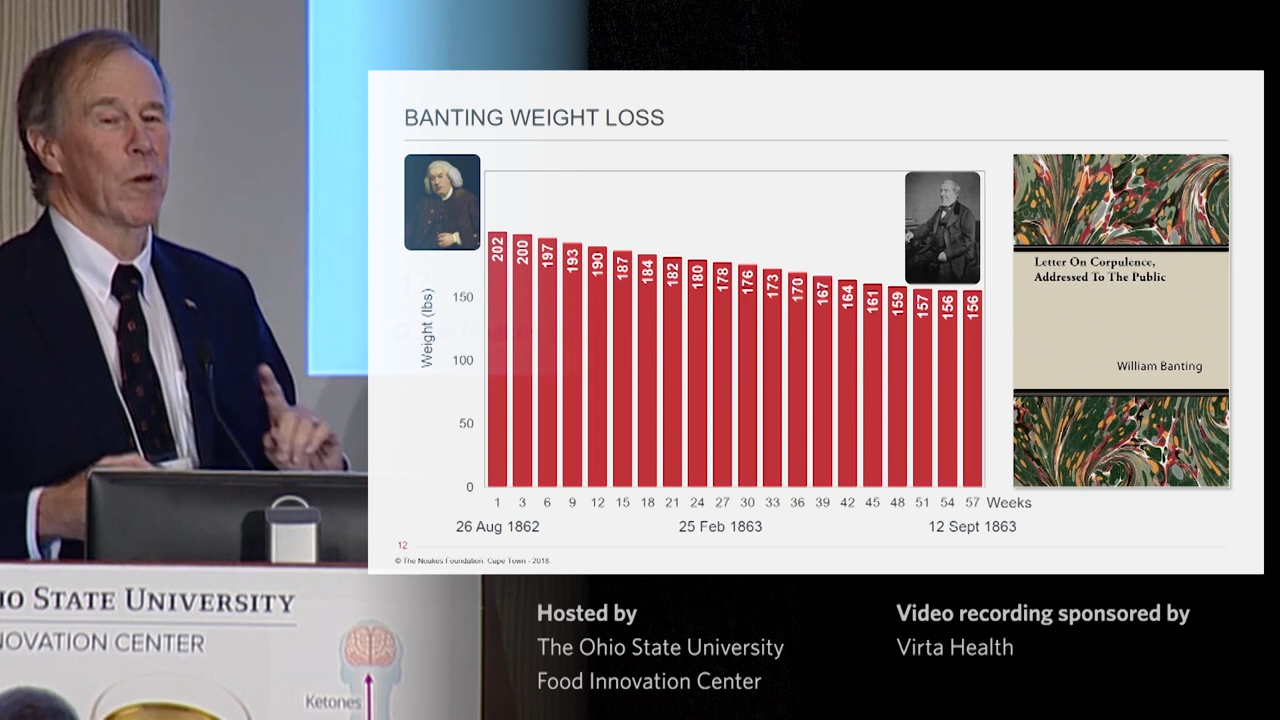 BANTING WEIGHT LOSS
Weight (lbs)
150
100
50
0
202 200 197 193 190 187 184 182 180 178 176 173 170 167 164 161 159 157 156 156
1 3 6 9 12 15 18 21 24 27 30 33 36 39 42 45 48 51 54 57 Weeks
26 Aug 1862 25 Feb 1863 12 Sept 1863
Letter On Corpulence,
Addressed To The Public
William Banting
12
© The Noakes Foundation, Cape Town - 2018
IO STATE UNIVERSITY
NOVATION CENTER
Ketones
Hosted by
The Ohio State University
Food Innovation Center
Video recording sponsored by
Virta Health